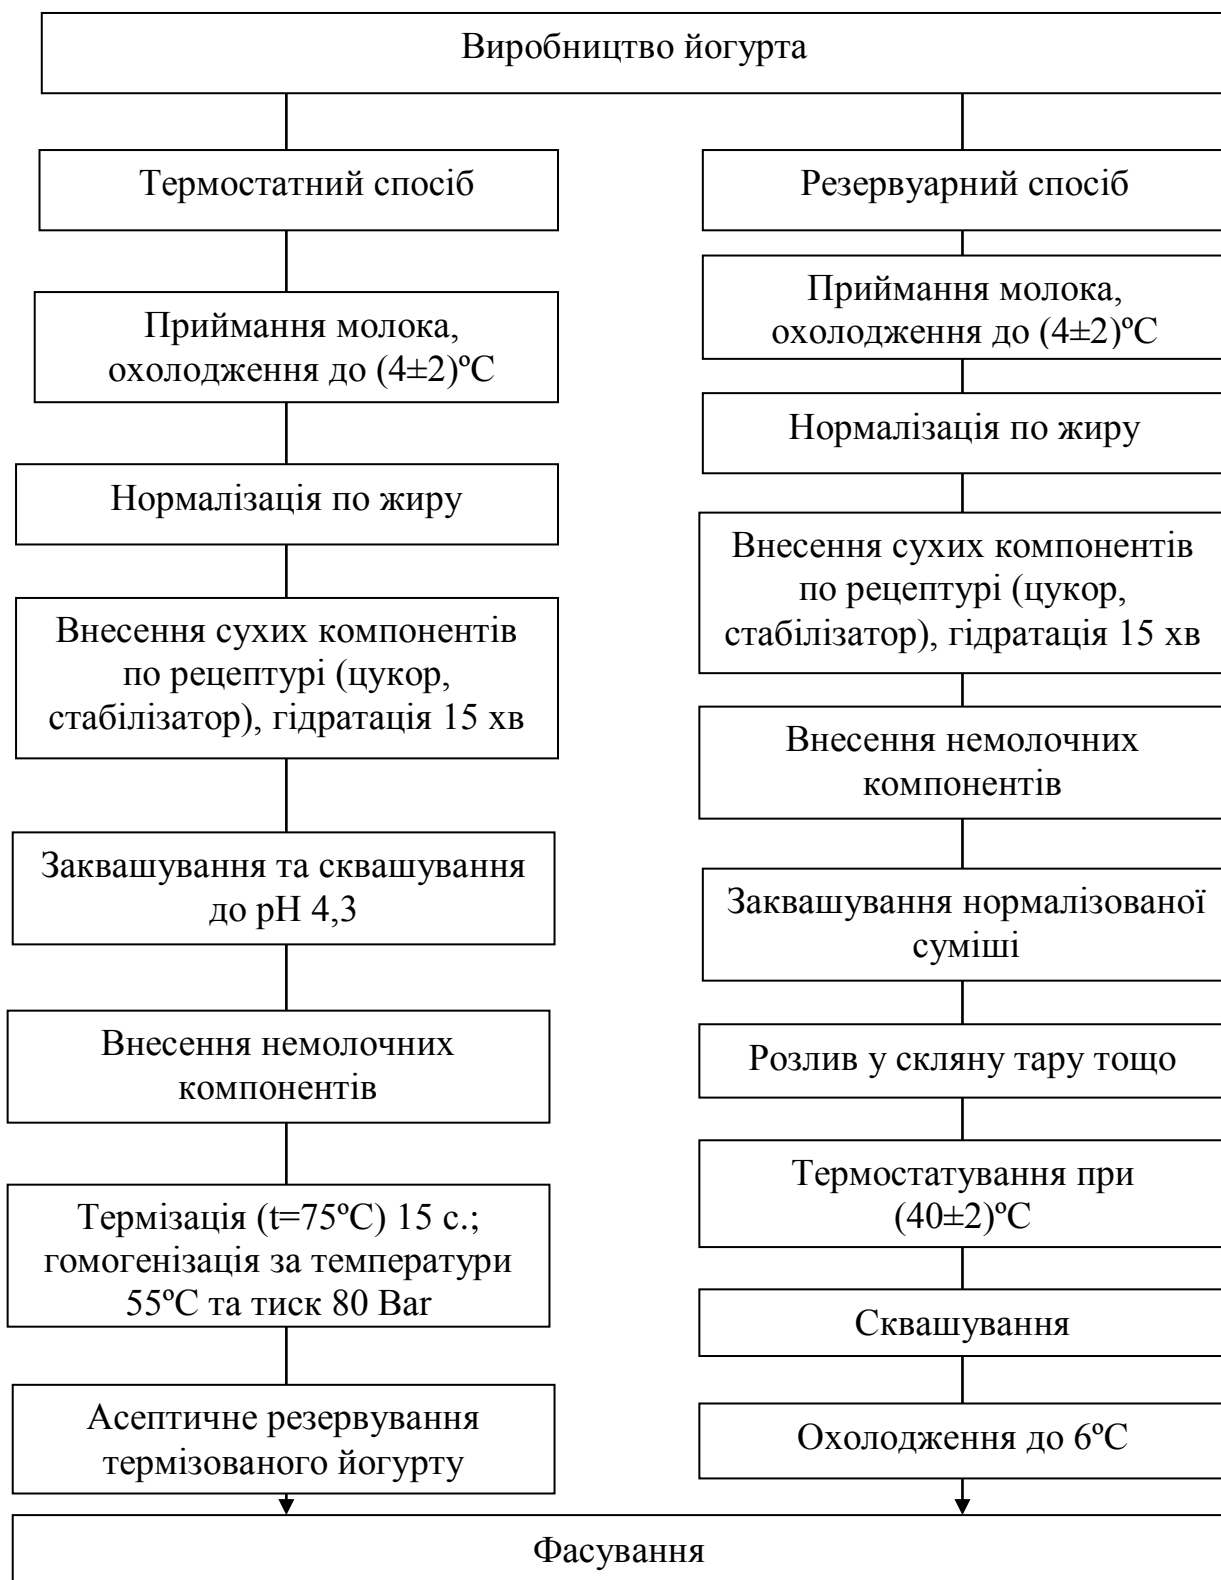 Виробництво йогурта
Термостатний спосіб
Приймання молока,
охолодження до (4±2)ºС
Нормалізація по жиру
Внесення сухих компонентів
по рецептурі (цукор,
стабілізатор), гідратація 15 хв
Заквашування та сквашування
до рН 4,3
Внесення немолочних
компонентів
Термізація (t=75ºС) 15 с.;
гомогенізація за температури
55ºС та тиск 80 Bar
Асептичне резервування
термізованого йогурту
Резервуарний спосіб
Приймання молока,
охолодження до (4±2)ºС
Нормалізація по жиру
Внесення сухих компонентів
по рецептурі (цукор,
стабілізатор), гідратація 15 хв
Внесення немолочних
компонентів
Заквашування нормалізованої
суміші
Розлив у скляну тару тощо
Термостатування при
(40±2)ºС
Сквашування
Охолодження до 6ºС
Фасування